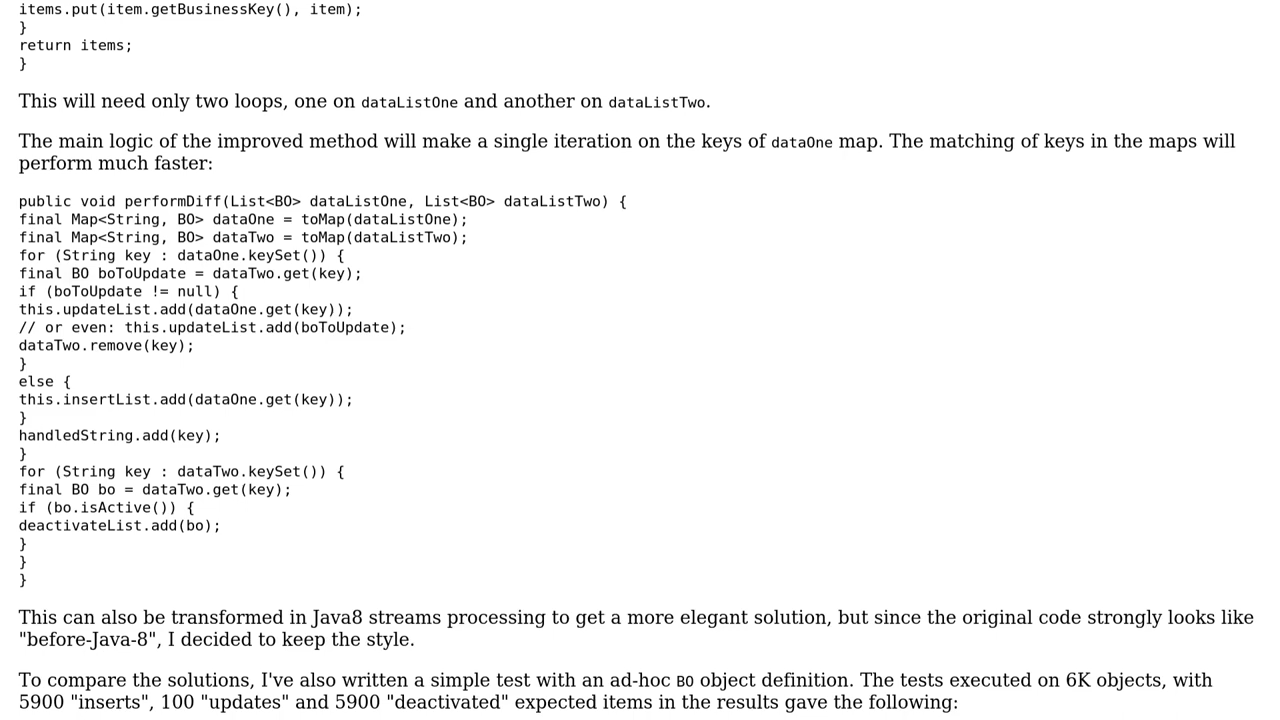 items.put(item.getBusinessKey(), item);
}
return items;
}
This will need only two loops, one on dataListOne and another on dataListTwo.
The main logic of the improved method will make a single iteration on the keys of dataOne map. The matching of keys in the maps will
perform much faster:
public void performDiff(List<BO> dataListOne, List<BO> dataListTwo) {
final Map<String, BO> dataOne = toMap(dataListOne);
final Map<String, BO> dataTwo = toMap(dataListTwo);
for (String key : dataOne.keySet()) {
final BO boToUpdate = dataTwo.get(key);
if (boToUpdate != null) {
this.updateList.add(dataOne.get(key));
// or even: this.updateList.add(boToUpdate);
dataTwo.remove(key);
}
else {
this.insertList.add(dataOne.get(key));
}
handledString.add(key);
}
for (String key : dataTwo.keySet()) {
final BO bo = dataTwo.get(key);
if (bo.isActive()) {
deactivateList.add(bo);
}
}
}
This can also be transformed in Java8 streams processing to get a more elegant solution, but since the original code strongly looks like
"before-Java-8", I decided to keep the style.
To compare the solutions, I've also written a simple test with an ad-hoc BO object definition. The tests executed on 6K objects, with
5900 "inserts", 100 "updates" and 5900 "deactivated" expected items in the results gave the following: